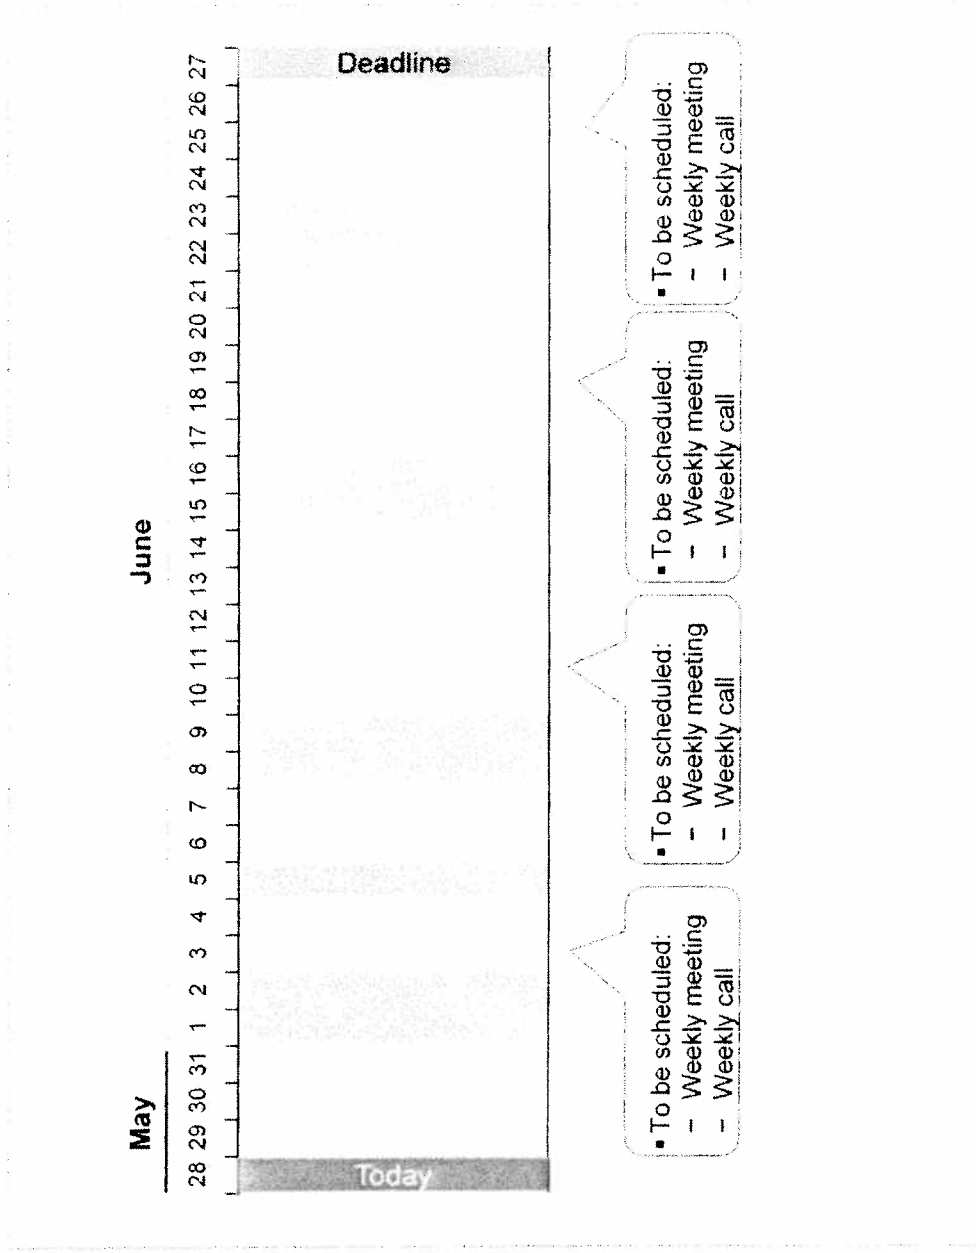 May
June
28 29 30 31 1 2 3 4 5 6 7 8 9 10 11 12 13 14 15 16 17 18 19 20 21 22 23 24 25 26 27
Today
Deadline
▪ To be scheduled:
– Weekly meeting
– Weekly call
▪ To be scheduled:
– Weekly meeting
– Weekly call
▪ To be scheduled:
– Weekly meeting
– Weekly call
▪ To be scheduled:
– Weekly meeting
– Weekly call